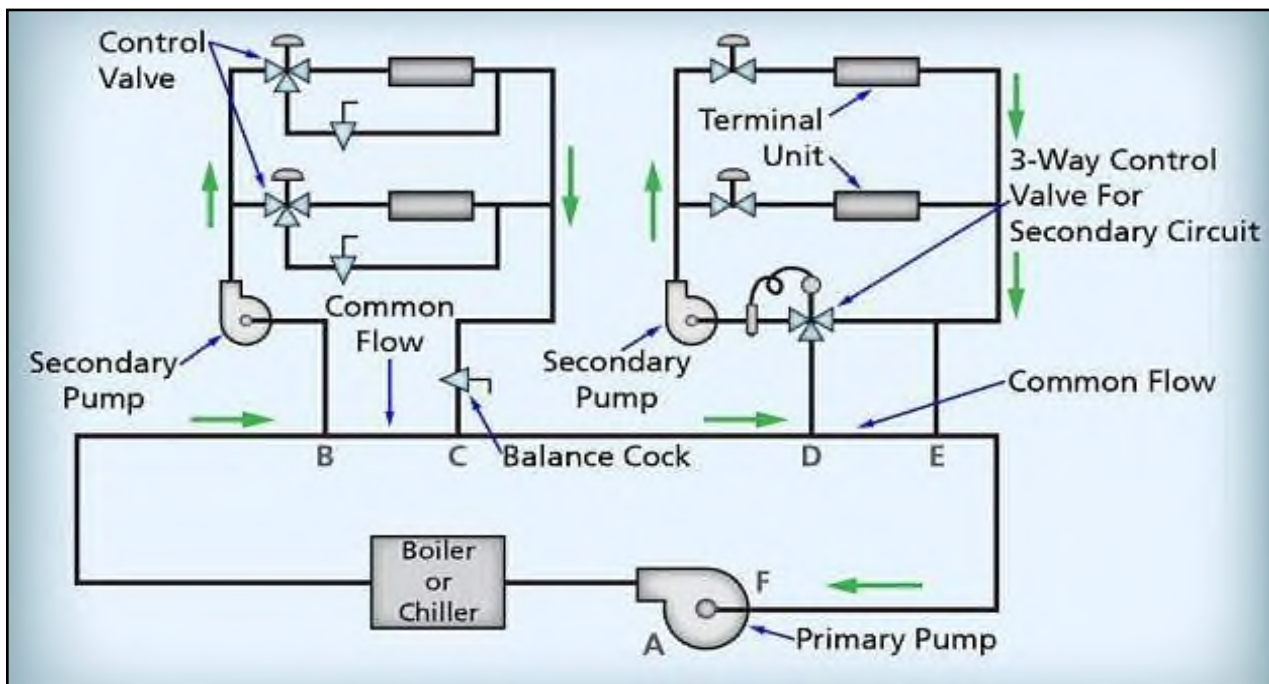 Control
Valve
Terminal
Unit
3-Way Control
Valve For
Secondary Circuit
Common
Flow
Secondary
Pump
Secondary
Pump
Common Flow
B
C
Balance Cock
D
E
Boiler
or
Chiller
F
A
Primary Pump